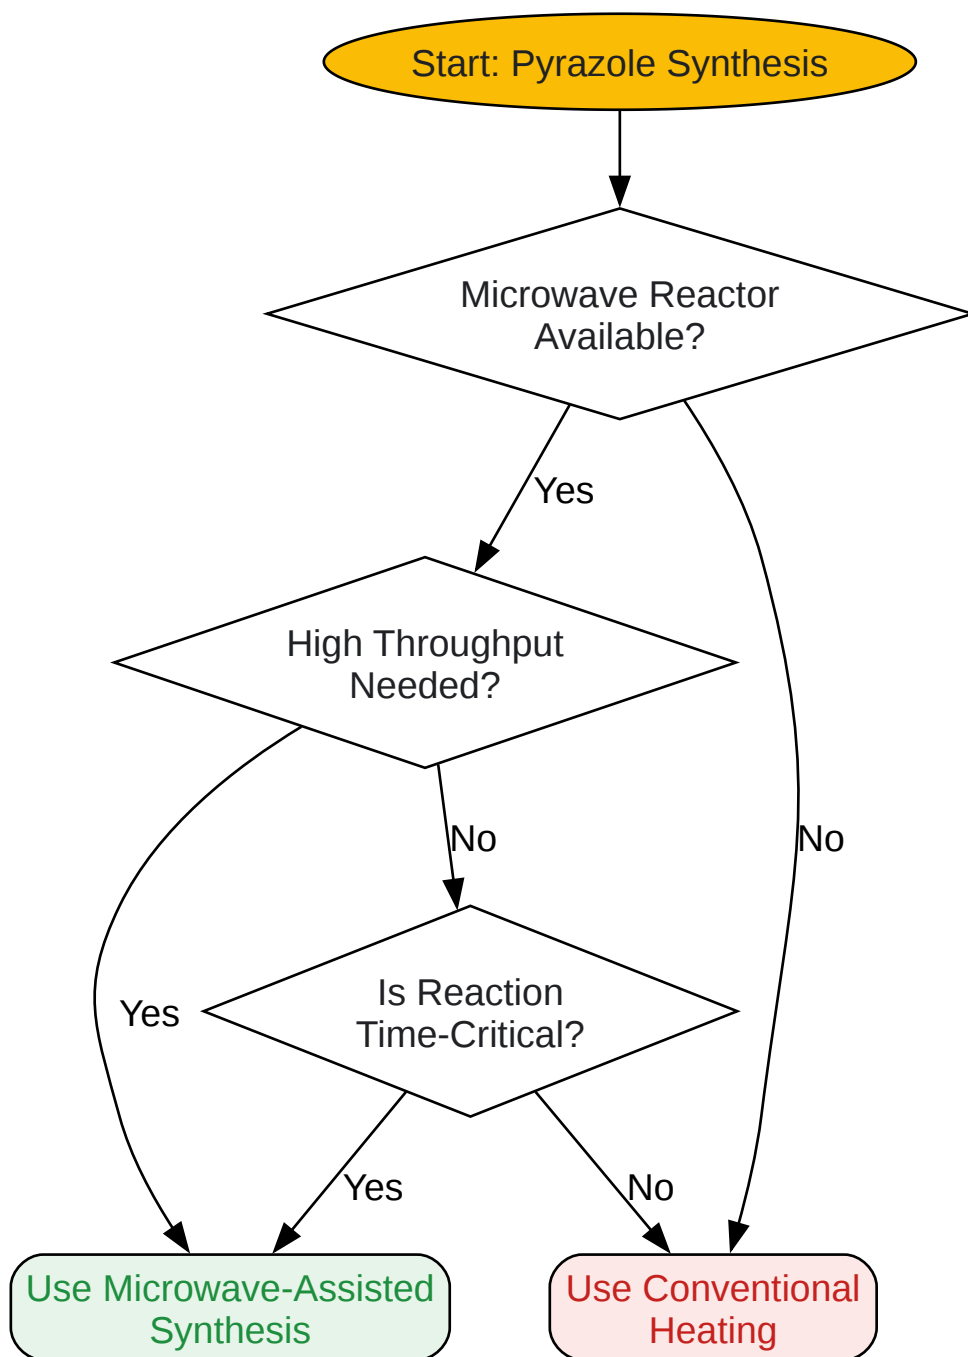 Start: Pyrazole Synthesis
Microwave Reactor
Available?
Yes
High Throughput
Needed?
No
No
Is Reaction
Time-Critical?
Yes
Yes
No
Use Microwave-Assisted
Synthesis
Use Conventional
Heating